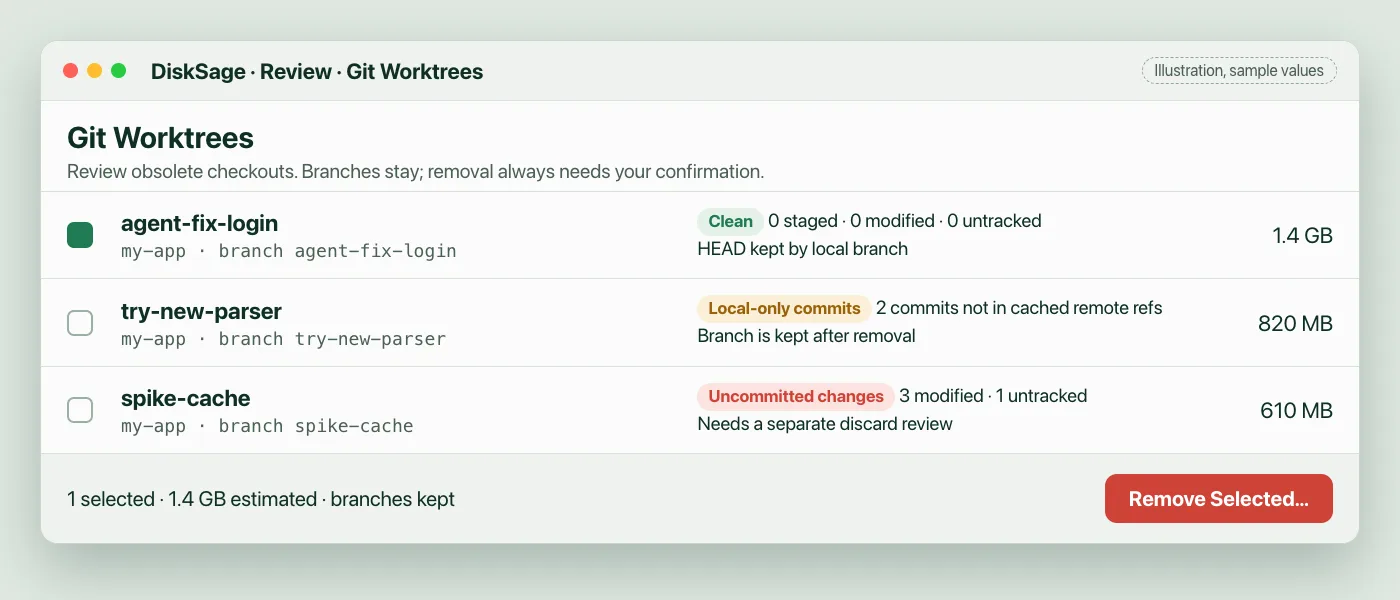 DiskSage · Review · Git Worktrees
Illustration, sample values
Git Worktrees
Review obsolete checkouts. Branches stay; removal always needs your confirmation.
agent-fix-login
my-app · branch agent-fix-login
Clean 0 staged · 0 modified · 0 untracked
HEAD kept by local branch
1.4 GB
try-new-parser
my-app · branch try-new-parser
Local-only commits 2 commits not in cached remote refs
Branch is kept after removal
820 MB
spike-cache
my-app · branch spike-cache
Uncommitted changes 3 modified · 1 untracked
Needs a separate discard review
610 MB
1 selected · 1.4 GB estimated · branches kept
Remove Selected…